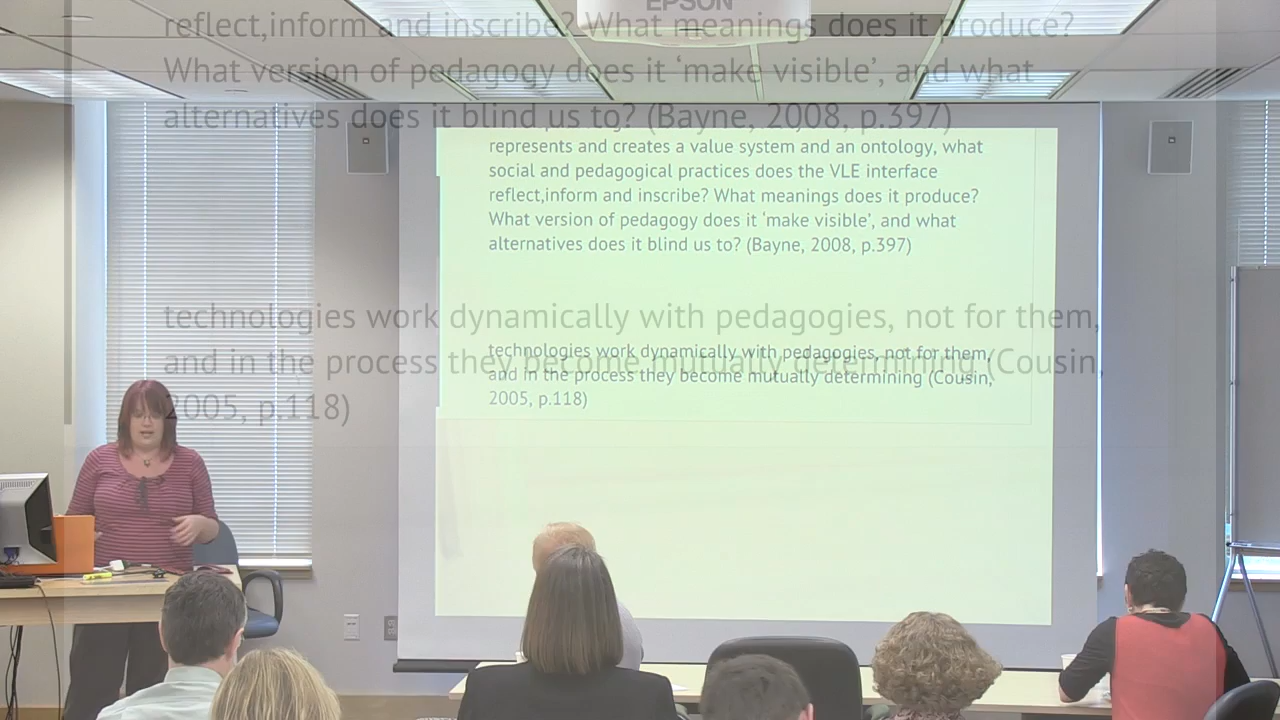 EPSON
reflect,inform and inscribe? What meanings does it produce?
What version of pedagogy does it ‘make visible’, and what
alternatives does it blind us to? (Bayne, 2008, p.397)
technologies work dynamically with pedagogies, not for them,
and in the process they become mutually determining (Cousin,
2005, p.118)
represents and creates a value system and an ontology, what
social and pedagogical practices does the VLE interface
reflect,inform and inscribe? What meanings does it produce?
What version of pedagogy does it ‘make visible’, and what
alternatives does it blind us to? (Bayne, 2008, p.397)
technologies work dynamically with pedagogies, not for them,
and in the process they become mutually determining (Cousin,
2005, p.118)